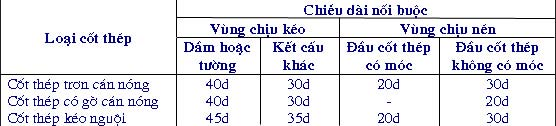 Chiều dài nối buộc
Loại cốt thép
Vùng chịu kéo Vùng chịu nén
Dầm hoặc tường Kết cấu khác Đầu cốt thép có móc Đầu cốt thép không có móc
Cốt thép trơn cán nóng 40d 30d 20d 30d
Cốt thép có gờ cán nóng 40d 30d - 20d
Cốt thép kéo nguội 45d 35d 20d 30d